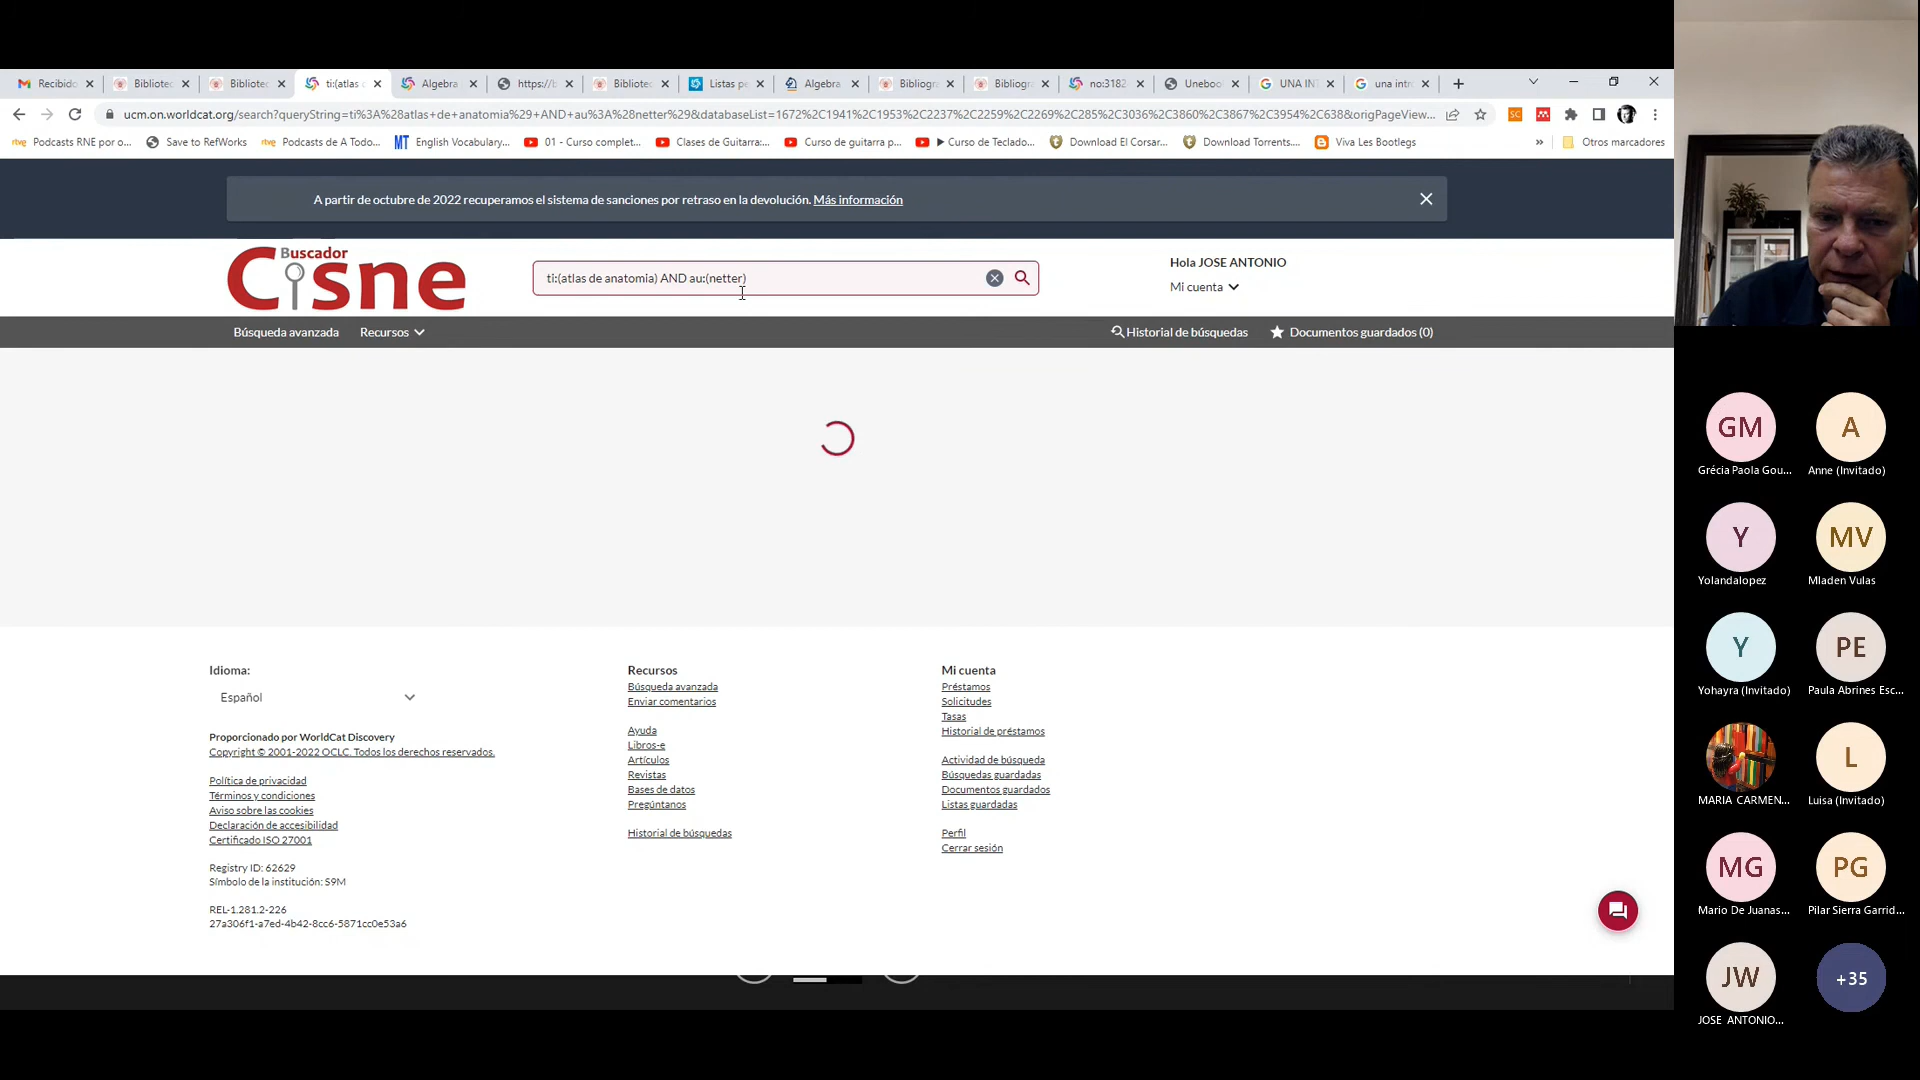 Recibido
Bibliotec
Bibliotec
ti:(atlas
Algebra
https://b
Bibliotec
Listas pe
Algebra
Bibliogr
Bibliogr
no:3182
Uneboo
UNA IN
una intr
ucm.on.worldcat.org/search?queryString=ti%3A%28atlas+de+anatomia%29+AND+au%3A%28netter%29&databaseList=1672%2C1941%2C1953%2C2237%2C2259%2C2269%2C285%2C3036%2C3860%2C3867%2C3954%2C638&origPageView...
Podcasts RNE por o...
Save to RefWorks
Podcasts de A Todo...
English Vocabulary...
01 - Curso complet...
Clases de Guitarra:...
Curso de guitarra p...
Curso de Teclado...
Download El Corsar...
Download Torrents....
Viva Les Bootlegs
»
Otros marcadores
A partir de octubre de 2022 recuperamos el sistema de sanciones por retraso en la devolución. Más información
Buscador
Cisne
ti:(atlas de anatomia) AND au:(netter)
Hola JOSE ANTONIO
Mi cuenta
Búsqueda avanzada
Recursos
Historial de búsquedas
Documentos guardados (0)
Idioma:
Español
Proporcionado por WorldCat Discovery
Copyright © 2001-2022 OCLC. Todos los derechos reservados.
Política de privacidad
Términos y condiciones
Aviso sobre las cookies
Declaración de accesibilidad
Certificado ISO 27001
Registry ID: 62629
Símbolo de la institución: S9M
REL-1.281.2-226
27a306f1-a7ed-4b42-8cc6-5871cc0e53a6
Recursos
Búsqueda avanzada
Enviar comentarios
Ayuda
Libros-e
Artículos
Revistas
Bases de datos
Pregúntanos
Historial de búsquedas
Mi cuenta
Préstamos
Solicitudes
Tasas
Historial de préstamos
Actividad de búsqueda
Búsquedas guardadas
Documentos guardados
Listas guardadas
Perfil
Cerrar sesión
GM
Grécia Paola Gou...
A
Anne (Invitado)
Y
Yolandalopez
MV
Mladen Vulas
Y
Yohayra (Invitado)
PE
Paula Abrines Esc...
MARIA CARMEN...
L
Luisa (Invitado)
MG
Mario De Juanas...
PG
Pilar Sierra Garrid...
JW
JOSE ANTONIO...
+35